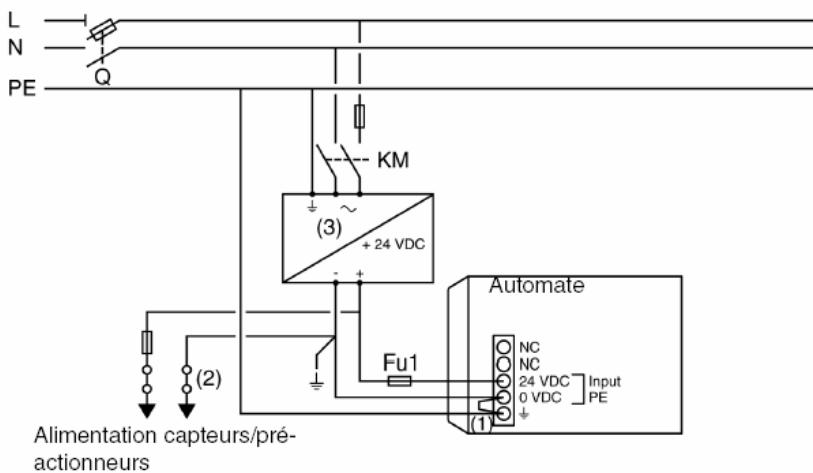 L
N
Q
PE
KM
(3)
+ 24 VDC
- +
Automate
NC
NC
Fu1
24 VDC Input
0 VDC PE
(2)
(1)
Alimentation capteurs/pré-
actionneurs